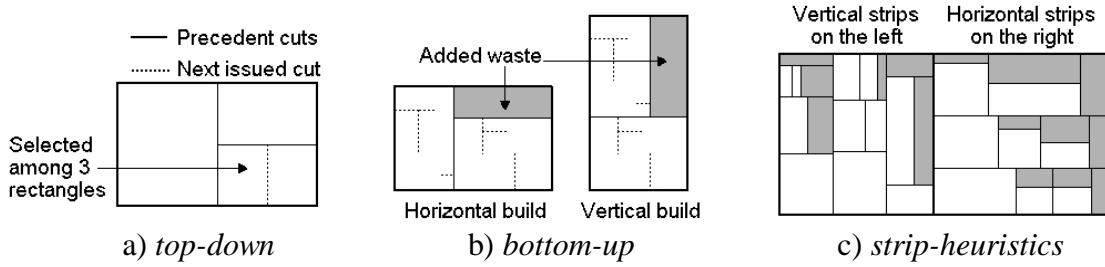 Precedent cuts
Next issued cut
Selected
among 3
rectangles
a) top-down
Added waste
Horizontal build
Vertical build
b) bottom-up
Vertical strips
on the left
Horizontal strips
on the right
c) strip-heuristics